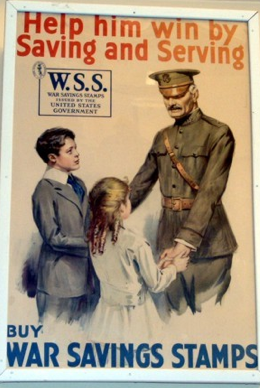 Help him win by
Saving and Serving
W.S.S.
WAR SAVINGS STAMPS
ISSUED BY THE
UNITED STATES
GOVERNMENT
BUY
WAR SAVINGS STAMPS